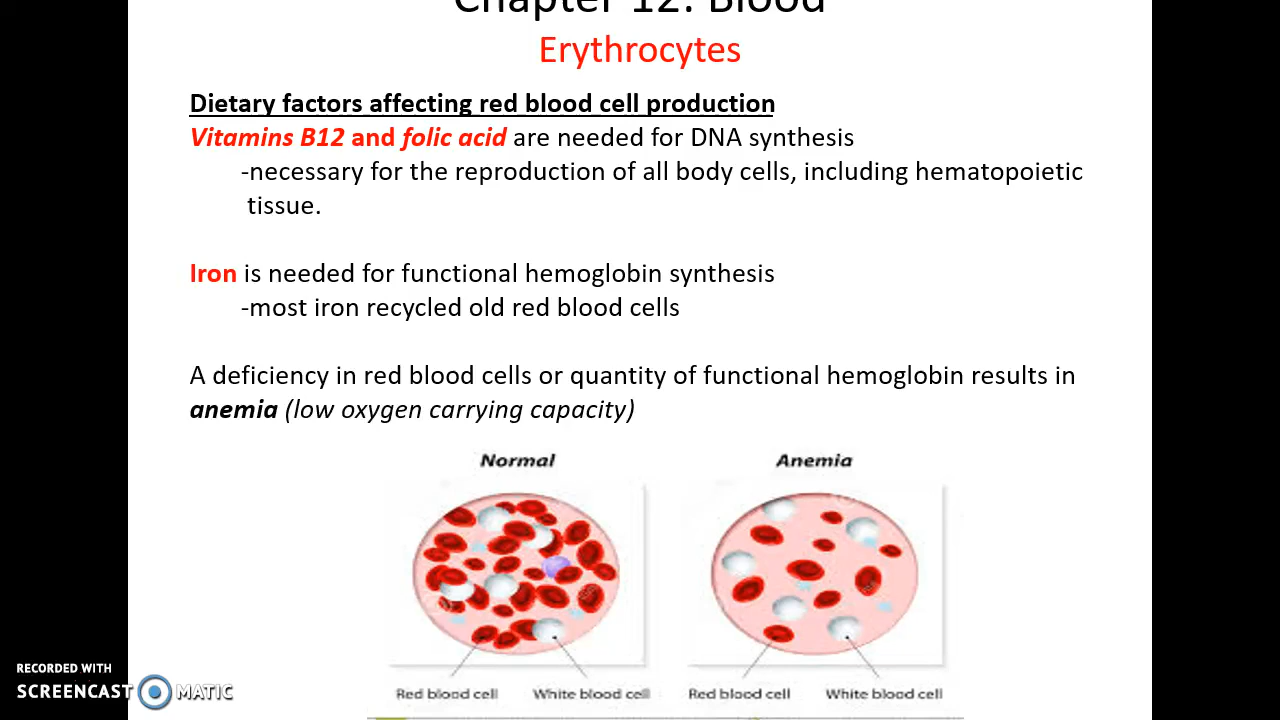 Chapter 12: Blood
Erythrocytes
Dietary factors affecting red blood cell production
Vitamins B12 and folic acid are needed for DNA synthesis
-necessary for the reproduction of all body cells, including hematopoietic
tissue.
Iron is needed for functional hemoglobin synthesis
-most iron recycled old red blood cells
A deficiency in red blood cells or quantity of functional hemoglobin results in
anemia (low oxygen carrying capacity)
Normal Anemia
Red blood cell White blood cell Red blood cell White blood cell
RECORDED WITH
SCREENCAST MATIC